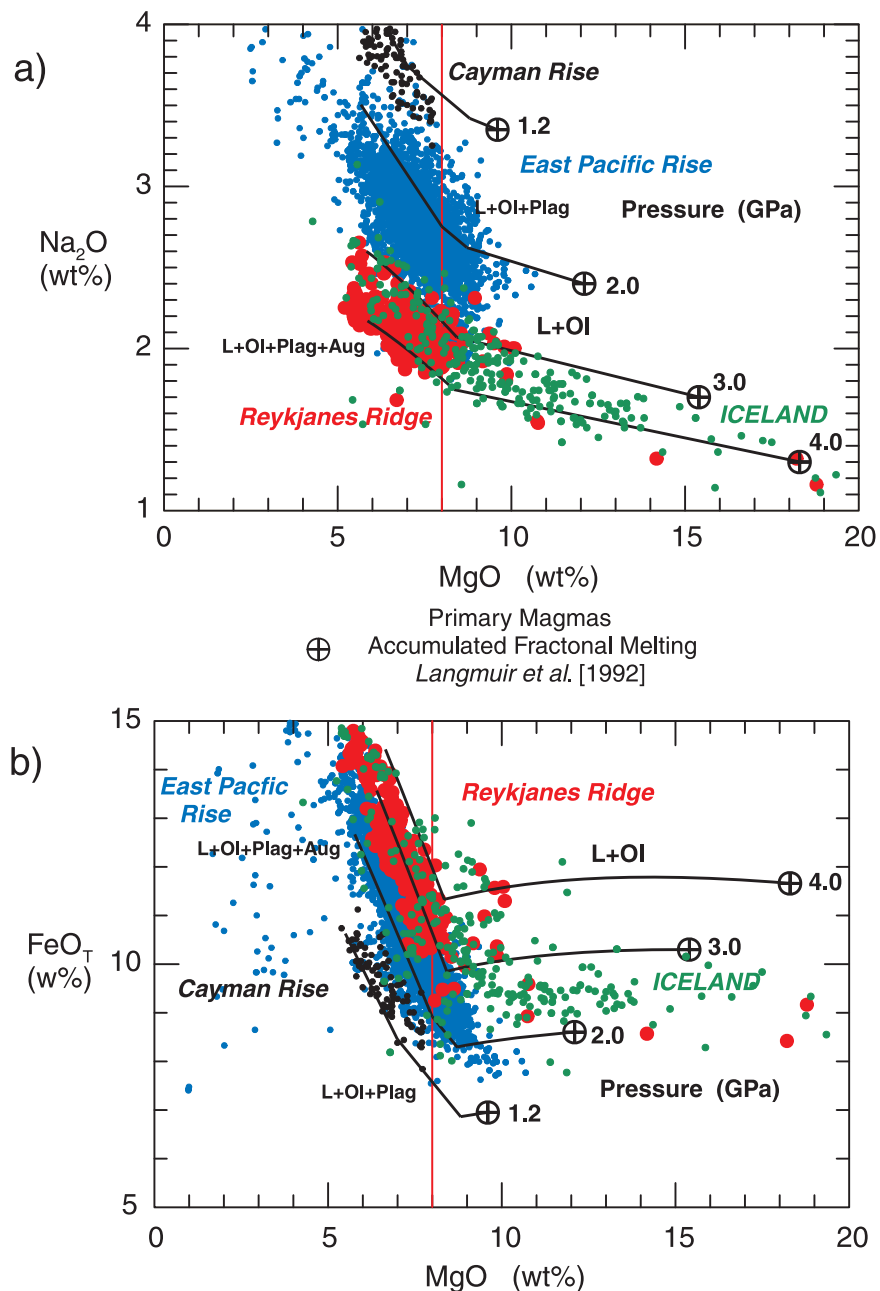 a)
4
Cayman Rise
1.2
East Pacific Rise
3
L+Ol+Plag
Pressure (GPa)
Na2O
(wt%)
2.0
L+Ol
2
L+Ol+Plag+Aug
3.0
Reykjanes Ridge
ICELAND
4.0
1
0 5 10 15 20
MgO (wt%)
Primary Magmas
Accumulated Fractonal Melting
Langmuir et al. [1992]
b)
15
East Pacfic
Rise
Reykjanes Ridge
L+Ol+Plag+Aug
L+Ol
4.0
FeOT
(w%)
10
3.0
Cayman Rise
ICELAND
2.0
L+Ol+Plag
Pressure (GPa)
1.2
5
0 5 10 15 20
MgO (wt%)